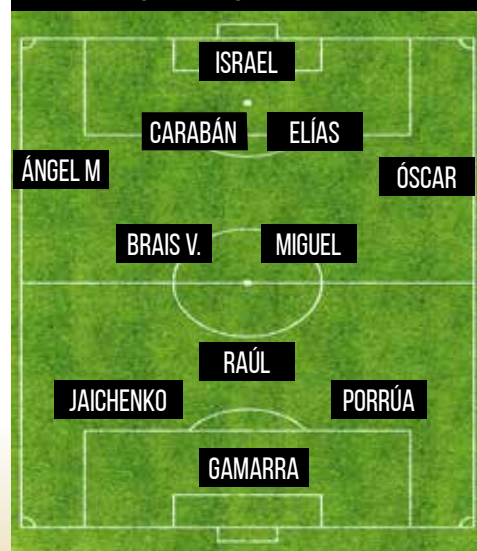 ISRAEL
CARABÁN
ELÍAS
ÁNGEL M
ÓSCAR
BRAIS V.
MIGUEL
RAÚL
JAICHENKO
PORRÚA
GAMARRA